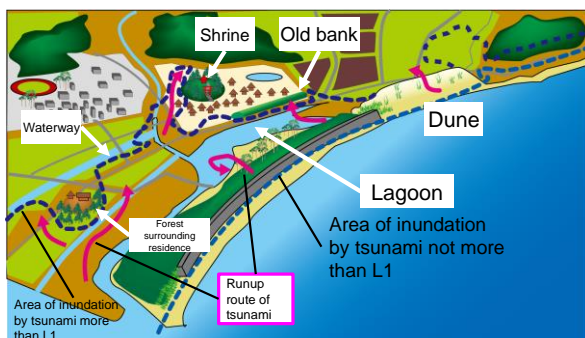 Shrine
Old bank
Waterway
Dune
Lagoon
Forest
surrounding
residence
Area of inundation
by tsunami not more
than L1
Runup
route of
tsunami
Area of inundation
by tsunami more
than L1